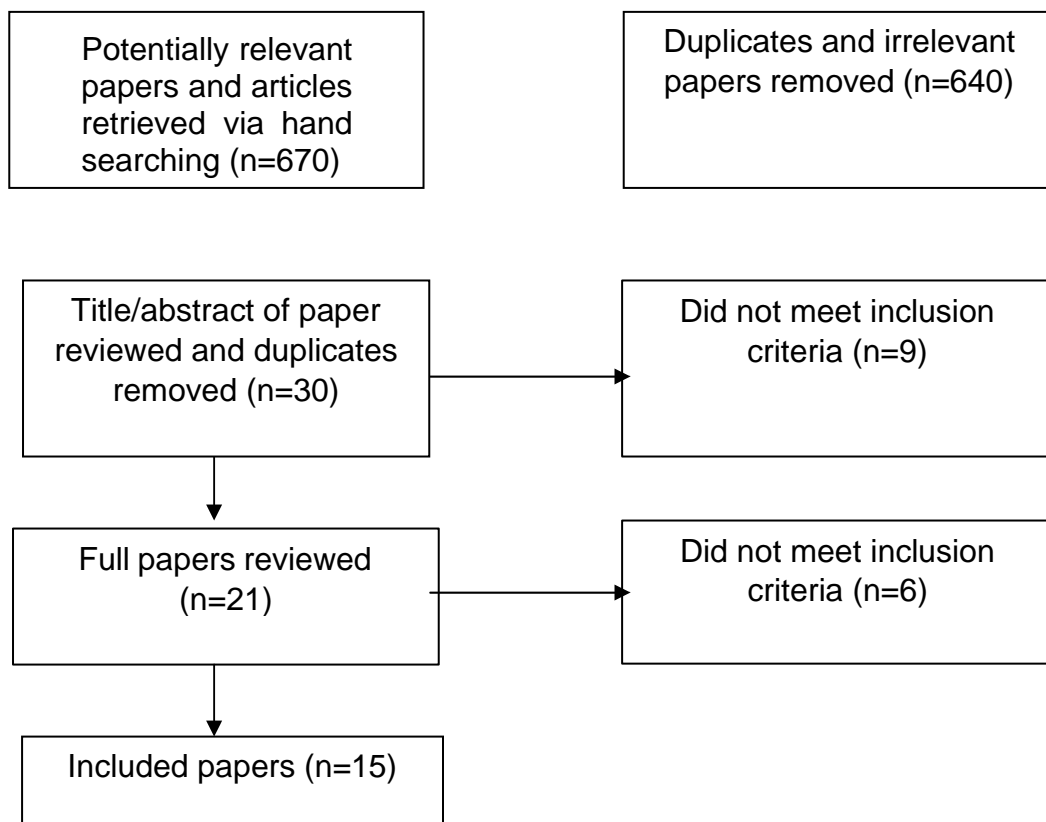 Potentially relevant
papers and articles
retrieved via hand
searching (n=670)
Duplicates and irrelevant
papers removed (n=640)
Title/abstract of paper
reviewed and duplicates
removed (n=30)
Did not meet inclusion
criteria (n=9)
Full papers reviewed
(n=21)
Did not meet inclusion
criteria (n=6)
Included papers (n=15)